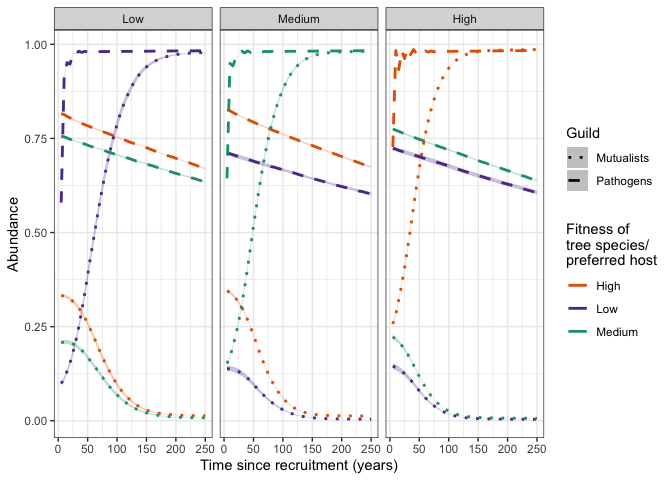 Low Medium High
1.00
0.75
0.50
0.25
0.00
Abundance
0 50 100 150 200 250 0 50 100 150 200 250 0 50 100 150 200 250
Time since recruitment (years)
Guild
Mutualists
Pathogens
Fitness of
tree species/
preferred host
High
Low
Medium